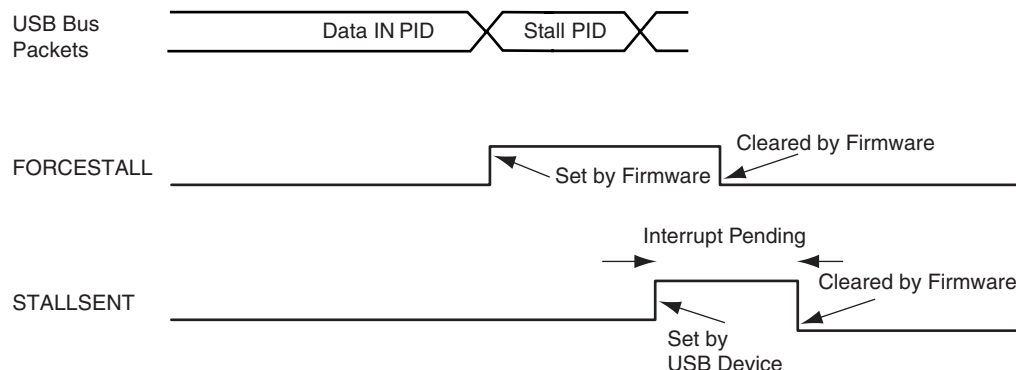 USB Bus
Packets
Data IN PID
Stall PID
FORCESTALL
Set by Firmware
Cleared by Firmware
Interrupt Pending
STALLSENT
Cleared by Firmware
Set by
USB Device